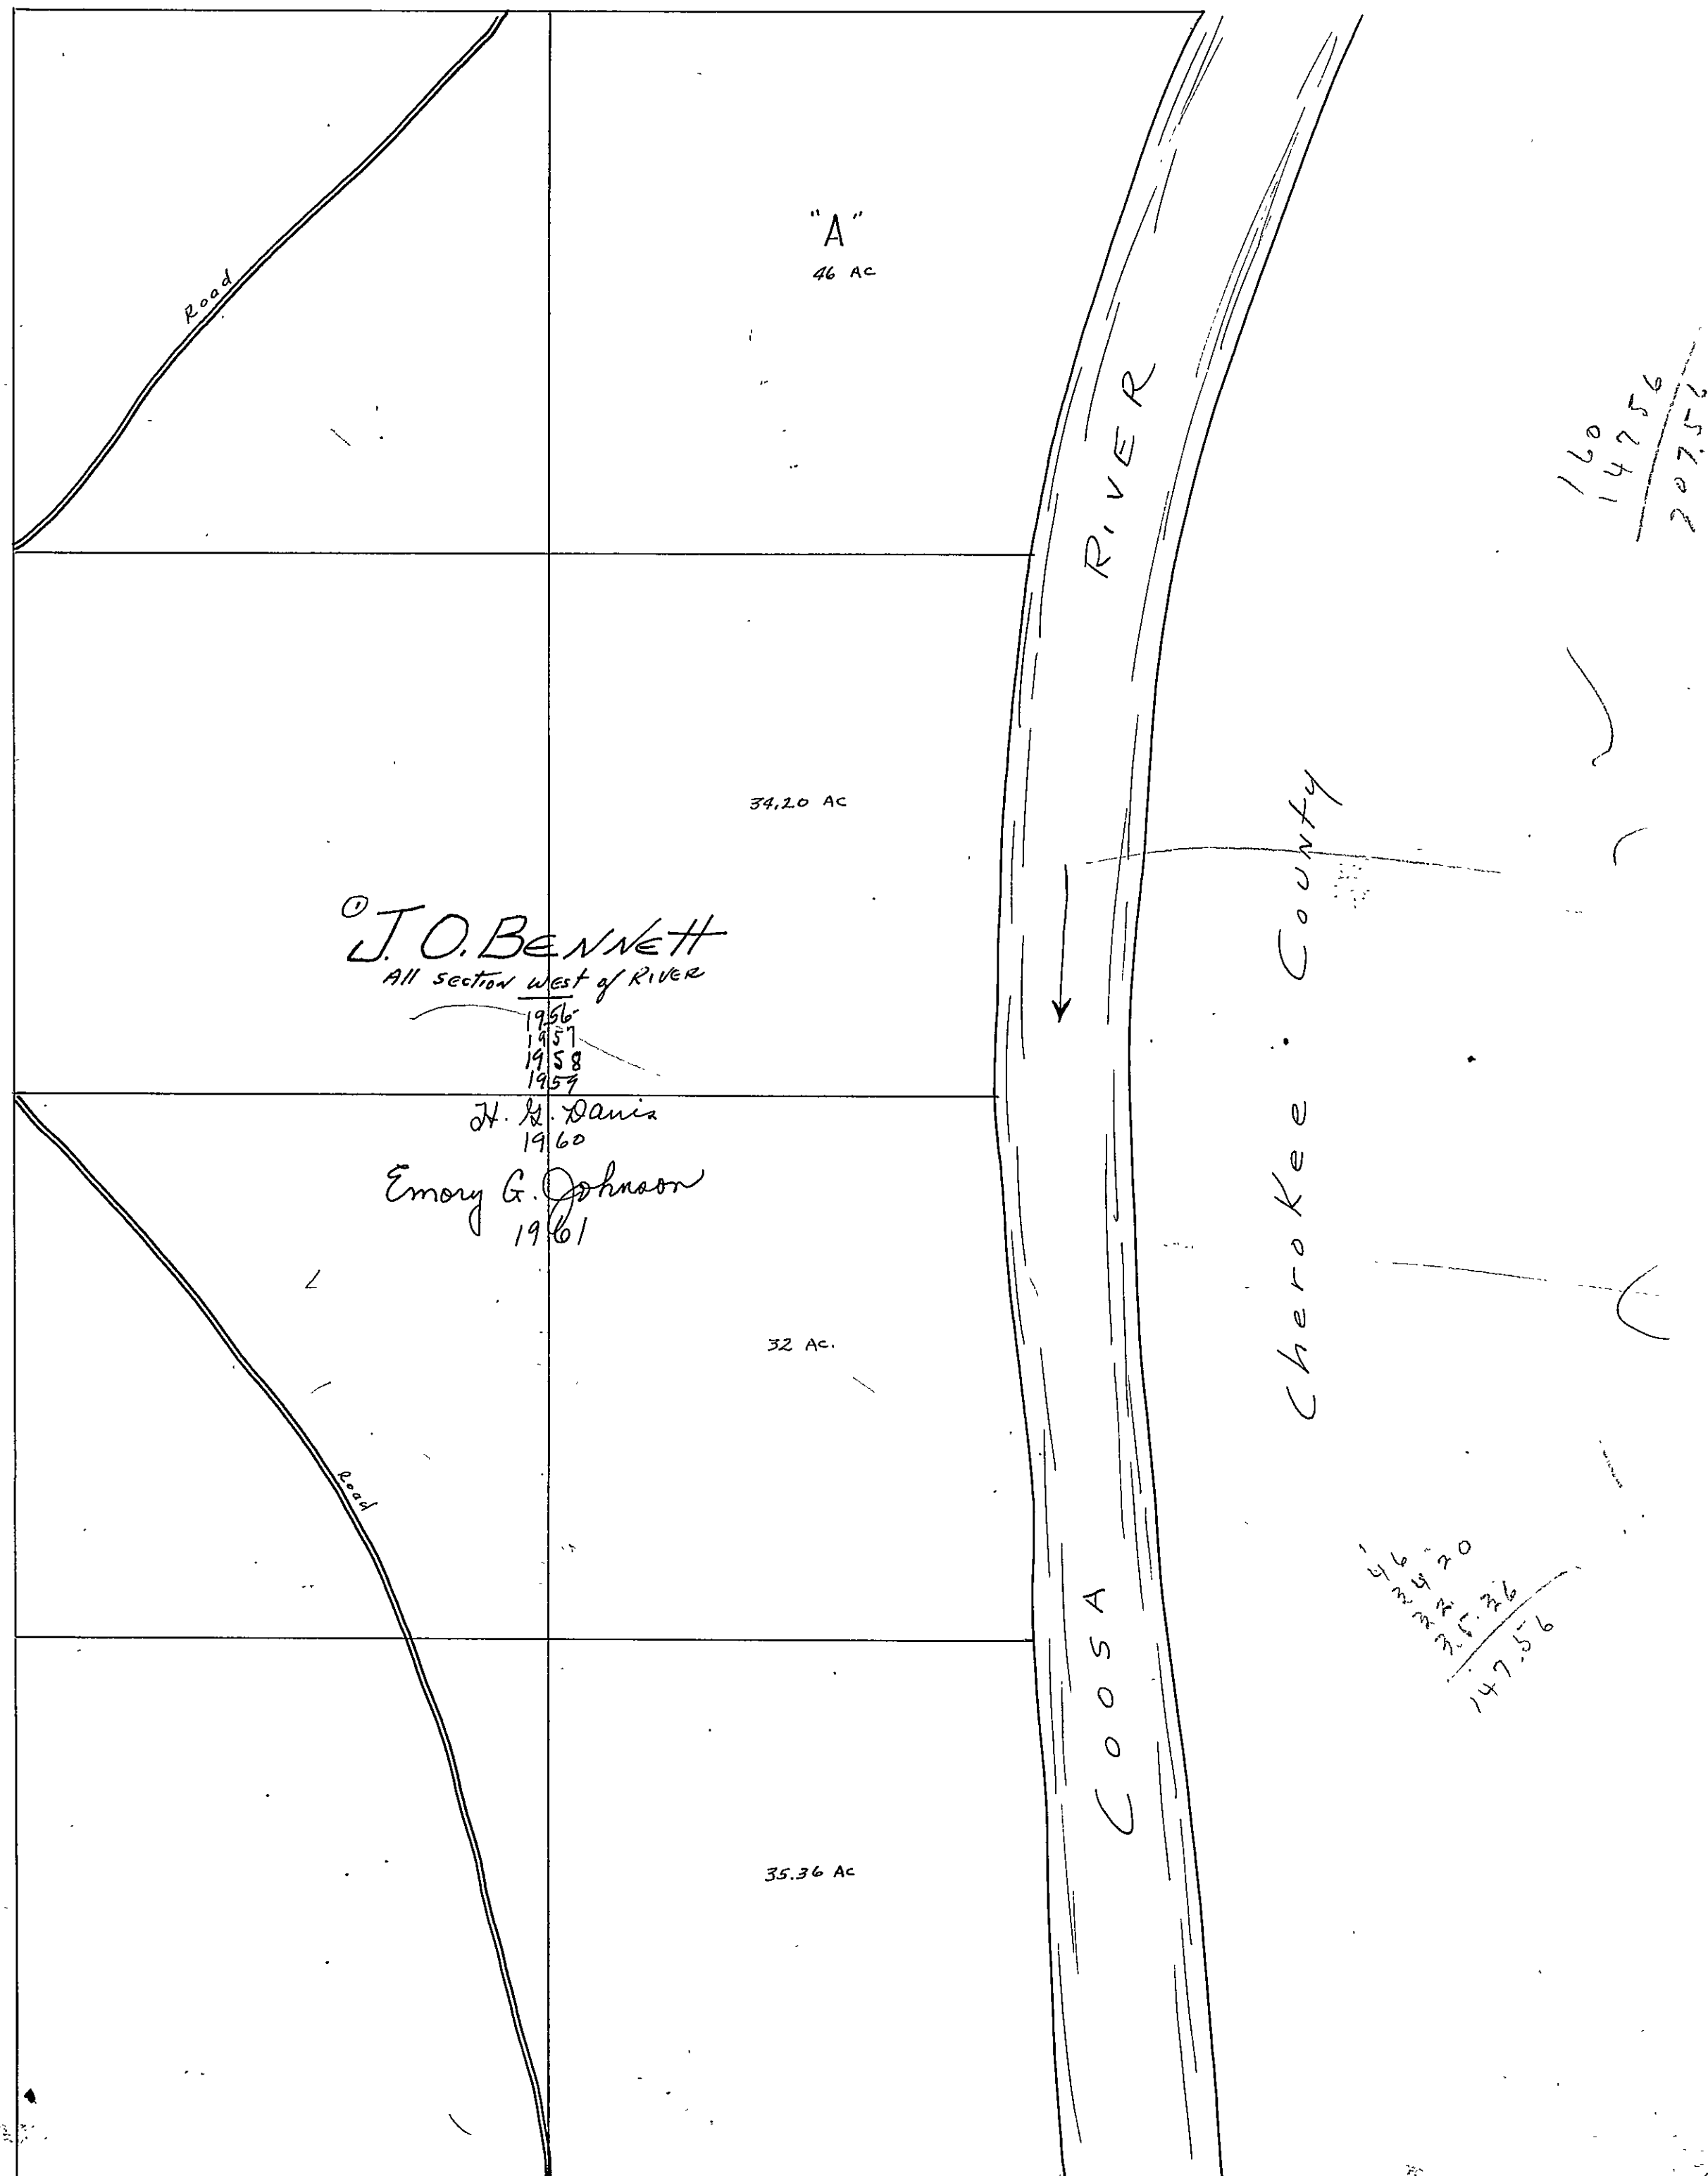 "A"
46 AC
Road
RIVER
160
147 56
207.56
34.20 AC
① J. O. BENNETT
All section west of RIVER
1956
1957
1958
1959
H. G. Davis
1960
Emory G. Johnson
1961
Cherokee County
32 AC.
Road
46
34 20
32
35.36
147.56
COOSA
35.36 AC